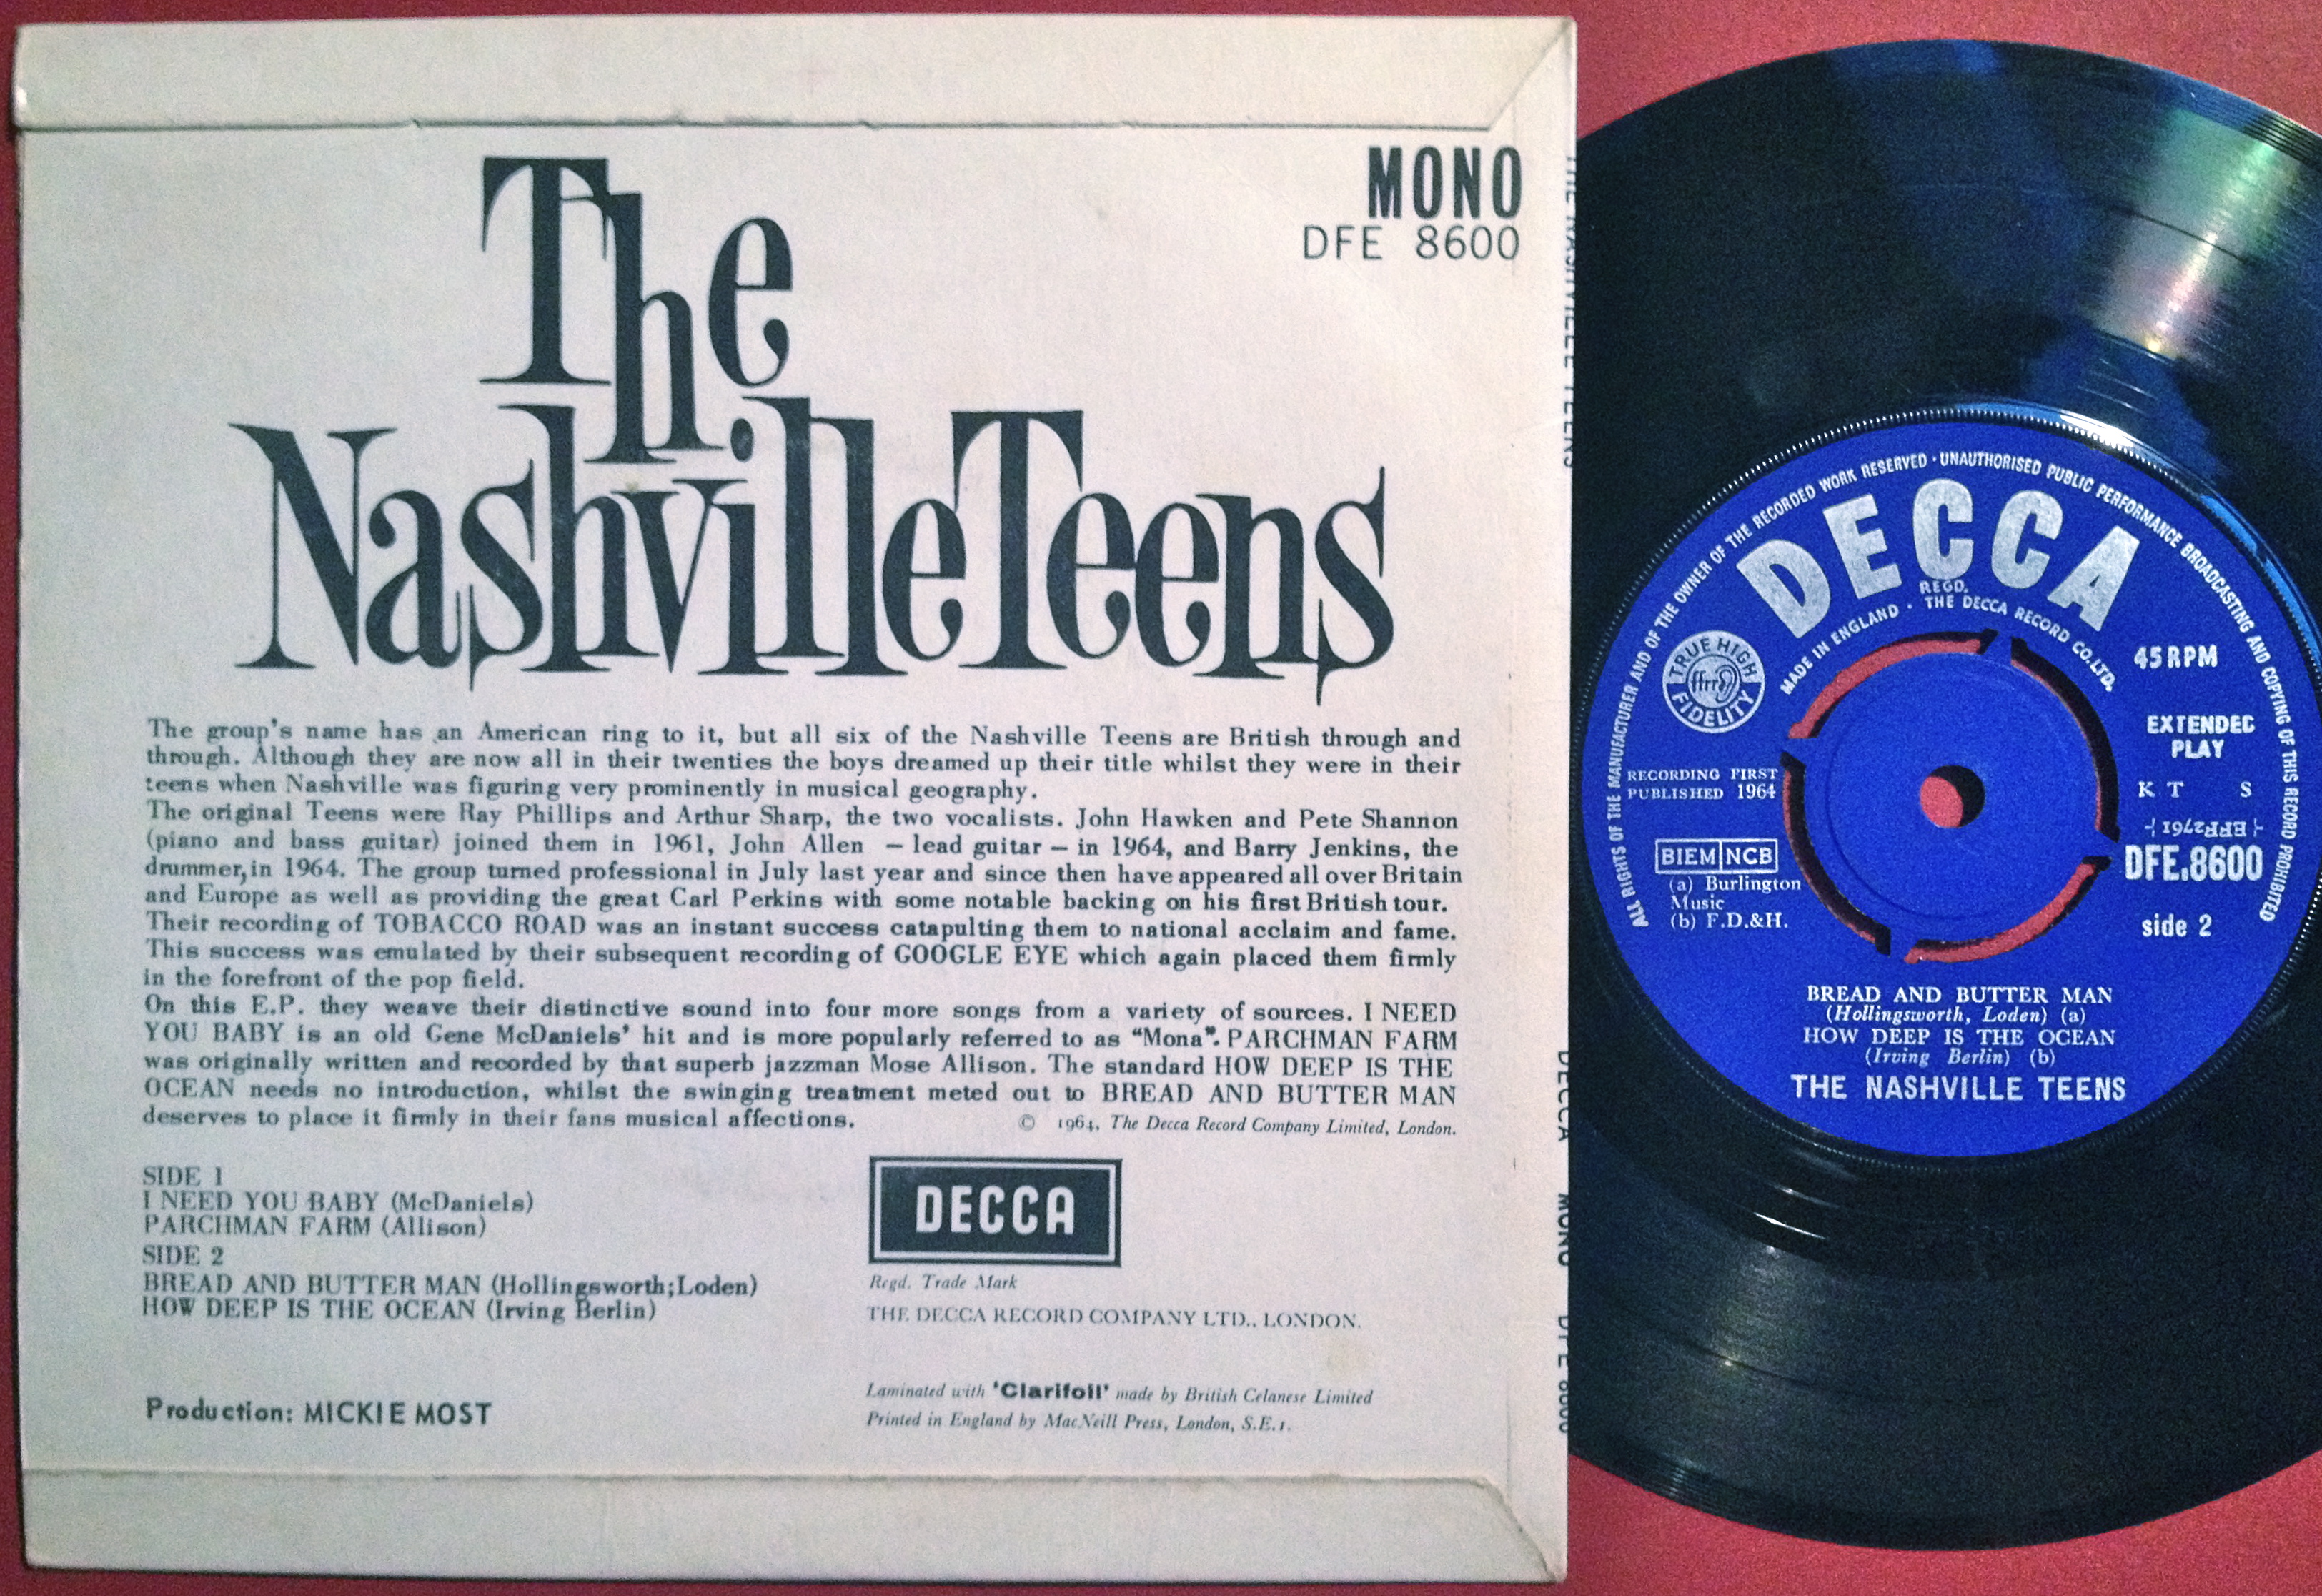 The
Nashville Teens
MONO
DFE 8600
The group's name has an American ring to it, but all six of the Nashville Teens are British through and
through. Although they are now all in their twenties the boys dreamed up their title whilst they were in their
teens when Nashville was figuring very prominently in musical geography.
The original Teens were Ray Phillips and Arthur Sharp, the two vocalists. John Hawken and Pete Shannon
(piano and bass guitar) joined them in 1961, John Allen – lead guitar – in 1964, and Barry Jenkins, the
drummer, in 1964. The group turned professional in July last year and since then have appeared all over Britain
and Europe as well as providing the great Carl Perkins with some notable backing on his first British tour.
Their recording of TOBACCO ROAD was an instant success catapulting them to national acclaim and fame.
This success was emulated by their subsequent recording of GOOGLE EYE which again placed them firmly
in the forefront of the pop field.
On this E.P. they weave their distinctive sound into four more songs from a variety of sources. I NEED
YOU BABY is an old Gene McDaniels' hit and is more popularly referred to as "Mona". PARCHMAN FARM
was originally written and recorded by that superb jazzman Mose Allison. The standard HOW DEEP IS THE
OCEAN needs no introduction, whilst the swinging treatment meted out to BREAD AND BUTTER MAN
deserves to place it firmly in their fans musical affections.
© 1964, The Decca Record Company Limited, London.
SIDE 1
I NEED YOU BABY (McDaniels)
PARCHMAN FARM (Allison)
SIDE 2
BREAD AND BUTTER MAN (Hollingsworth;Loden)
HOW DEEP IS THE OCEAN (Irving Berlin)
Production: MICKIE MOST
DECCA
Regd. Trade Mark
THE DECCA RECORD COMPANY LTD., LONDON.
Laminated with 'Clarifoil' made by British Celanese Limited
Printed in England by MacNeill Press, London, S.E.1.
THE NASHVILLE TEENS
DECCA MONO DFE 8600
ALL RIGHTS OF THE MANUFACTURER AND OF THE OWNER OF THE RECORDED WORK RESERVED · UNAUTHORISED PUBLIC PERFORMANCE BROADCASTING AND COPYING OF THIS RECORD PROHIBITED
DECCA
REGD.
MADE IN ENGLAND · THE DECCA RECORD CO. LTD.
TRUE HIGH
ffrr
FIDELITY
45 RPM
EXTENDED
PLAY
RECORDING FIRST
PUBLISHED 1964
K T S
EFP2761
DFE.8600
side 2
BIEM NCB
(a) Burlington
Music
(b) F.D.&H.
BREAD AND BUTTER MAN
(Hollingsworth, Loden) (a)
HOW DEEP IS THE OCEAN
(Irving Berlin) (b)
THE NASHVILLE TEENS